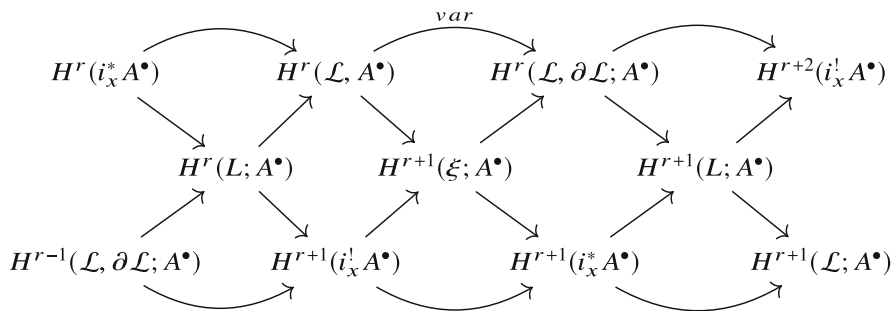 var
H^r(i_x^* A^•) H^r(ℒ, A^•) H^r(ℒ, ∂ℒ; A^•) H^{r+2}(i_x^! A^•)
H^r(L; A^•) H^{r+1}(ξ; A^•) H^{r+1}(L; A^•)
H^{r-1}(ℒ, ∂ℒ; A^•) H^{r+1}(i_x^! A^•) H^{r+1}(i_x^* A^•) H^{r+1}(ℒ; A^•)